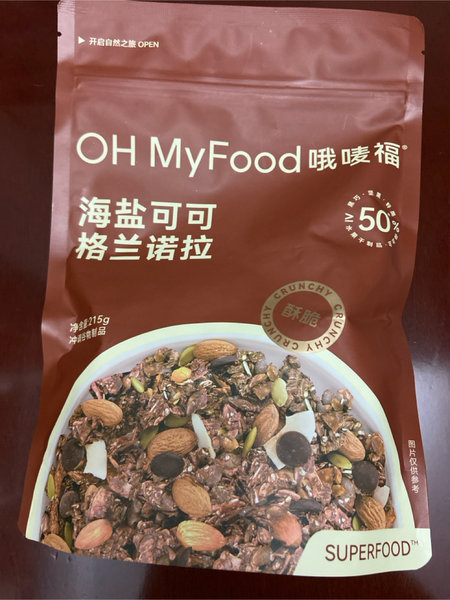 ▶ 开启自然之旅 OPEN
OH MyFood 哦唛福®
海盐可可
格兰诺拉
50%
净含量215g
冲调谷物制品
CRUNCHY CRUNCHY CRUNCHY CRUNCHY
酥脆
图片仅供参考
SUPERFOOD™